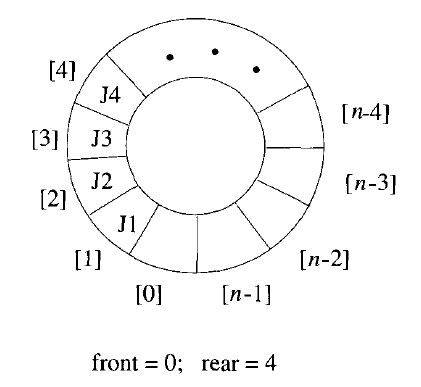 [4]
J4
[n-4]
[3]
J3
J2
[n-3]
[2]
J1
[1]
[n-2]
[0]
[n-1]
front = 0; rear = 4